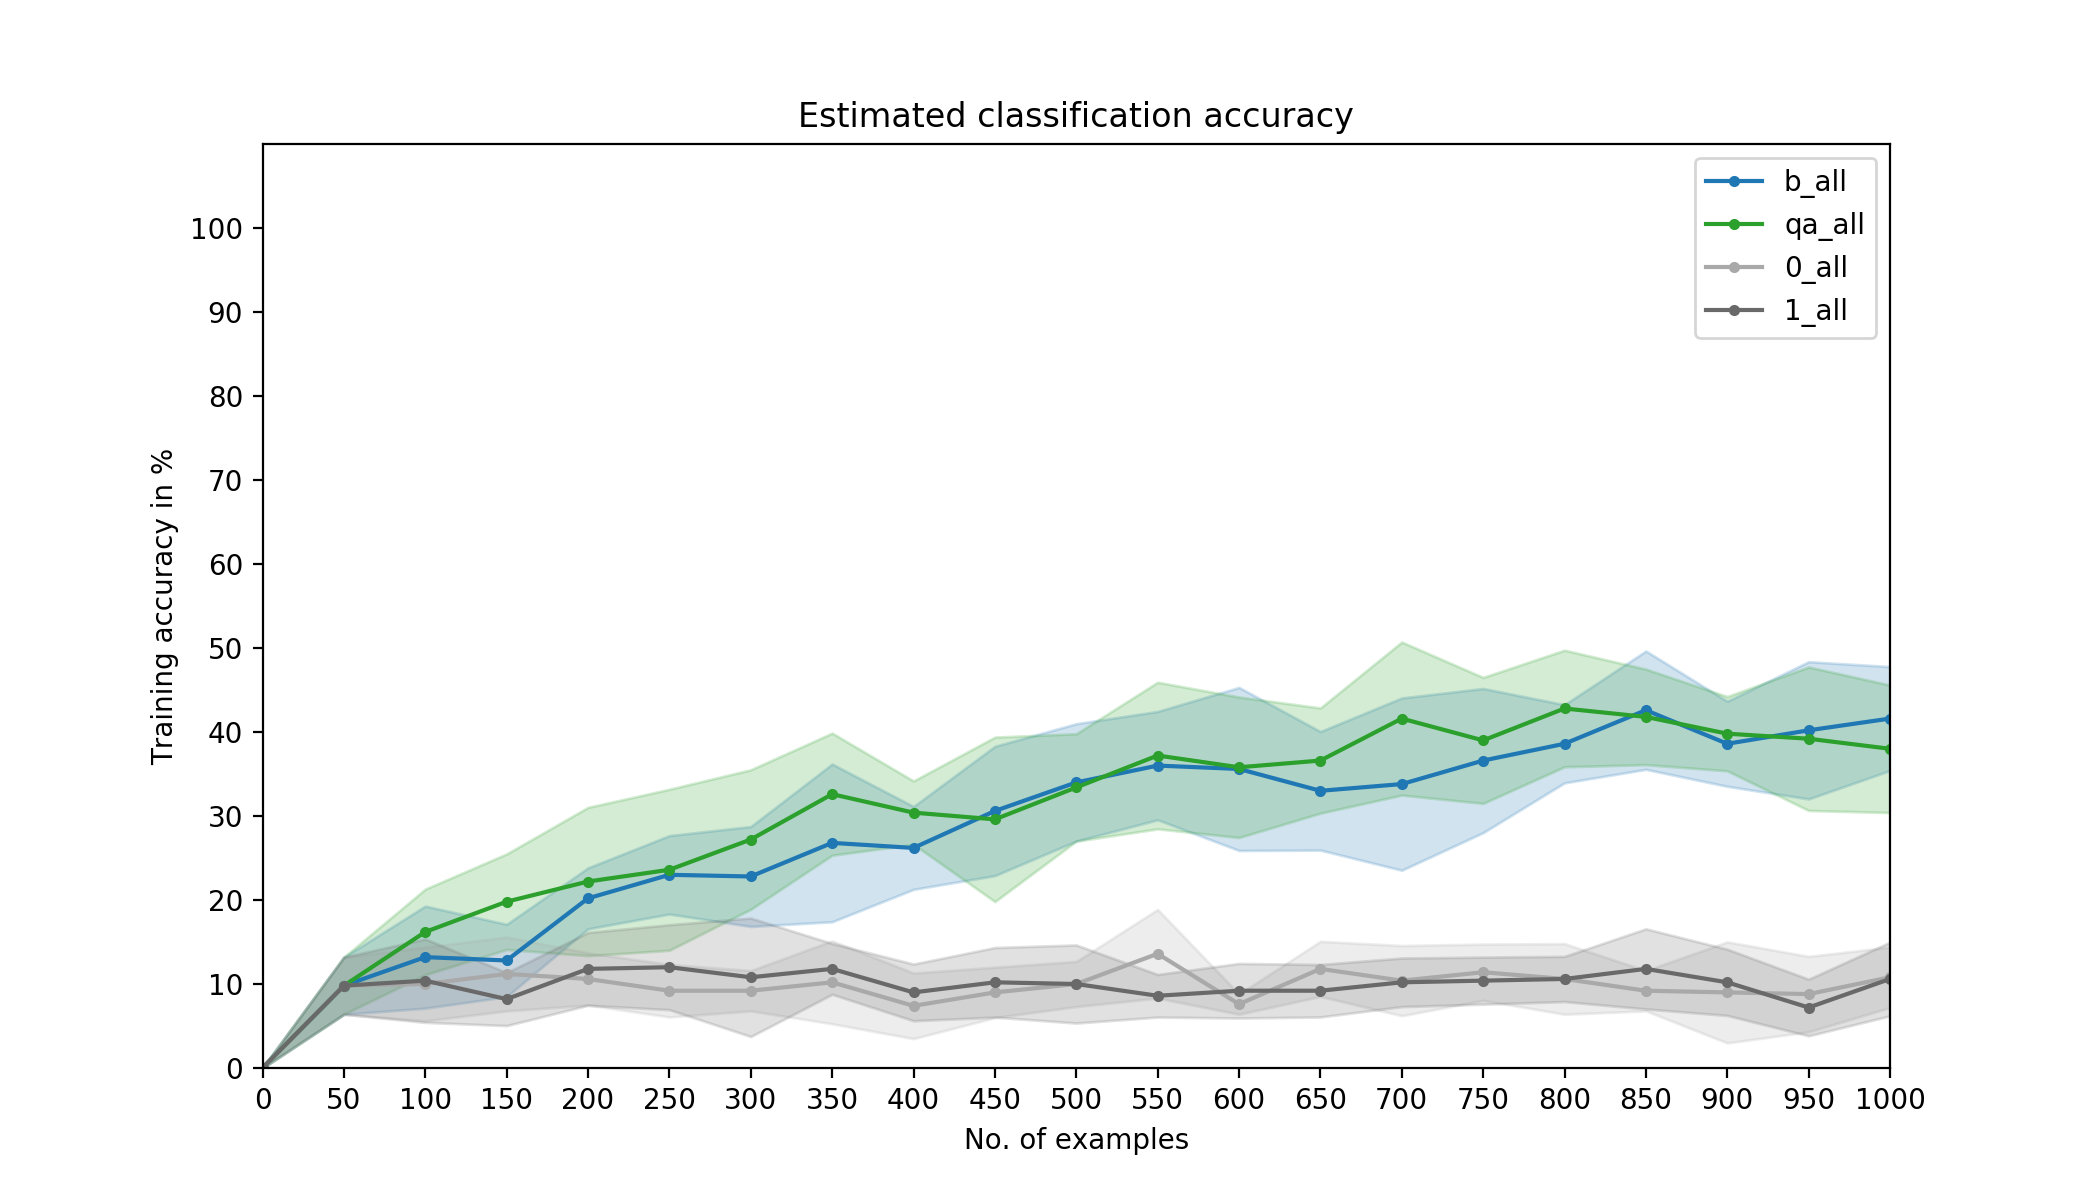 Estimated classification accuracy
b_all
qa_all
0_all
1_all
Training accuracy in %
100
90
80
70
60
50
40
30
20
10
0
0 50 100 150 200 250 300 350 400 450 500 550 600 650 700 750 800 850 900 950 1000
No. of examples